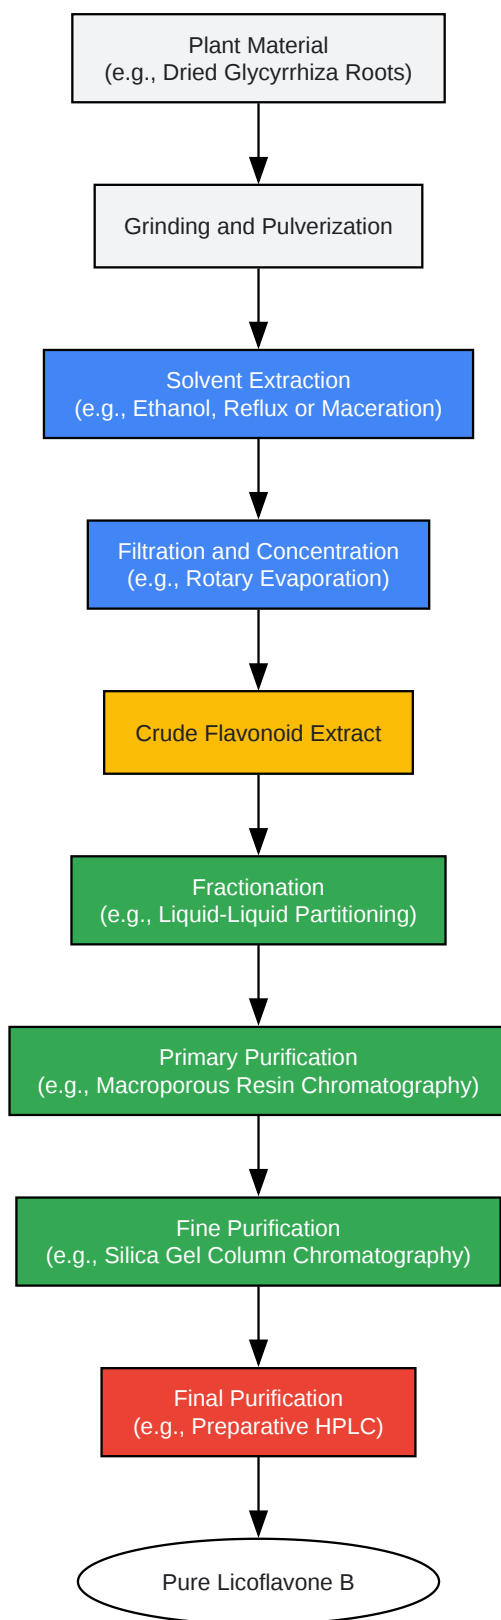 Plant Material
(e.g., Dried Glycyrrhiza Roots)
Grinding and Pulverization
Solvent Extraction
(e.g., Ethanol, Reflux or Maceration)
Filtration and Concentration
(e.g., Rotary Evaporation)
Crude Flavonoid Extract
Fractionation
(e.g., Liquid-Liquid Partitioning)
Primary Purification
(e.g., Macroporous Resin Chromatography)
Fine Purification
(e.g., Silica Gel Column Chromatography)
Final Purification
(e.g., Preparative HPLC)
Pure Licoflavone B